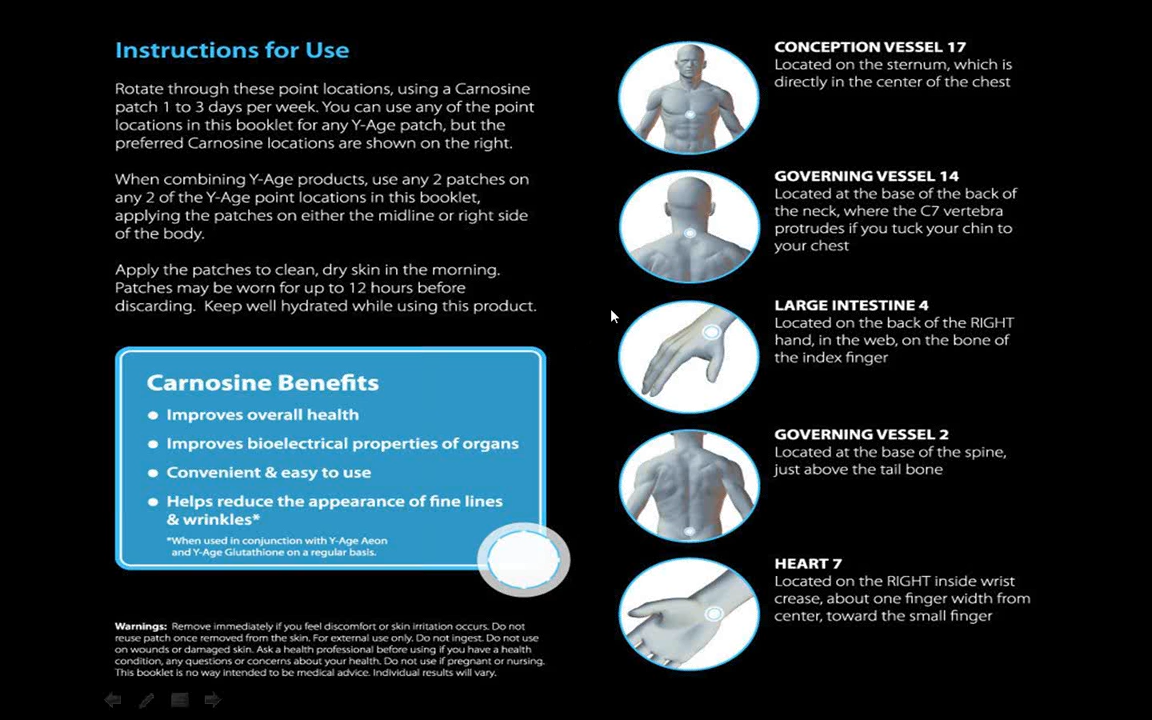 Instructions for Use
Rotate through these point locations, using a Carnosine
patch 1 to 3 days per week. You can use any of the point
locations in this booklet for any Y-Age patch, but the
preferred Carnosine locations are shown on the right.
When combining Y-Age products, use any 2 patches on
any 2 of the Y-Age point locations in this booklet,
applying the patches on either the midline or right side
of the body.
Apply the patches to clean, dry skin in the morning.
Patches may be worn for up to 12 hours before
discarding. Keep well hydrated while using this product.
Carnosine Benefits
Improves overall health
Improves bioelectrical properties of organs
Convenient & easy to use
Helps reduce the appearance of fine lines
& wrinkles*
*When used in conjunction with Y-Age Aeon
and Y-Age Glutathione on a regular basis.
Warnings: Remove immediately if you feel discomfort or skin irritation occurs. Do not
reuse patch once removed from the skin. For external use only. Do not ingest. Do not use
on wounds or damaged skin. Ask a health professional before using if you have a health
condition, any questions or concerns about your health. Do not use if pregnant or nursing.
This booklet is no way intended to be medical advice. Individual results will vary.
CONCEPTION VESSEL 17
Located on the sternum, which is
directly in the center of the chest
GOVERNING VESSEL 14
Located at the base of the back of
the neck, where the C7 vertebra
protrudes if you tuck your chin to
your chest
LARGE INTESTINE 4
Located on the back of the RIGHT
hand, in the web, on the bone of
the index finger
GOVERNING VESSEL 2
Located at the base of the spine,
just above the tail bone
HEART 7
Located on the RIGHT inside wrist
crease, about one finger width from
center, toward the small finger